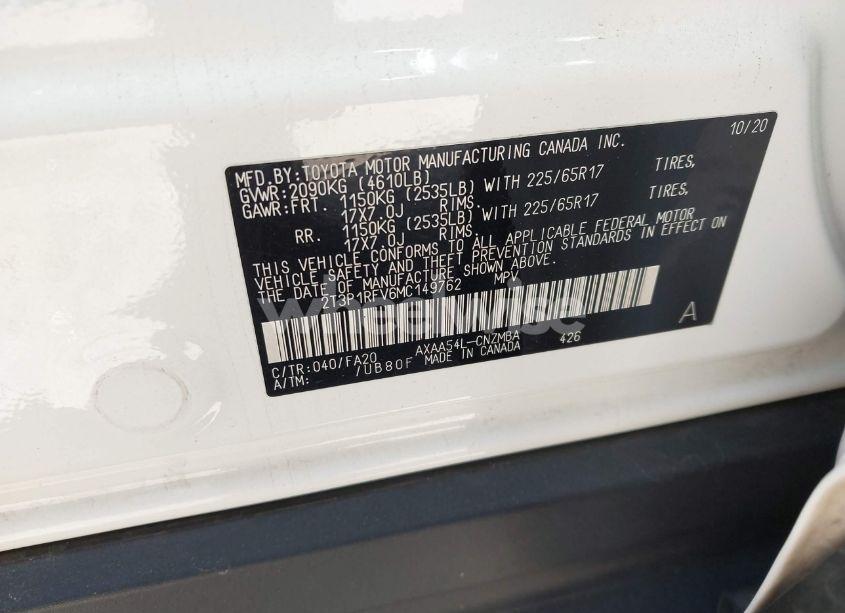 10/20
MFD.BY:TOYOTA MOTOR MANUFACTURING CANADA INC.
GVWR:2090KG (4610LB)
GAWR:FRT. 1150KG (2535LB) WITH 225/65R17 TIRES,
17X7.0J RIMS.
RR. 1150KG (2535LB) WITH 225/65R17 TIRES,
17X7.0J RIMS.
THIS VEHICLE CONFORMS TO ALL APPLICABLE FEDERAL MOTOR
VEHICLE SAFETY AND THEFT PREVENTION STANDARDS IN EFFECT ON
THE DATE OF MANUFACTURE SHOWN ABOVE.
2T3P1RFV6MC149762 MPV
wheelwise
A
C/TR:040/FA20 AXAA54L-CNZMBA 426
A/TM: /UB80F MADE IN CANADA